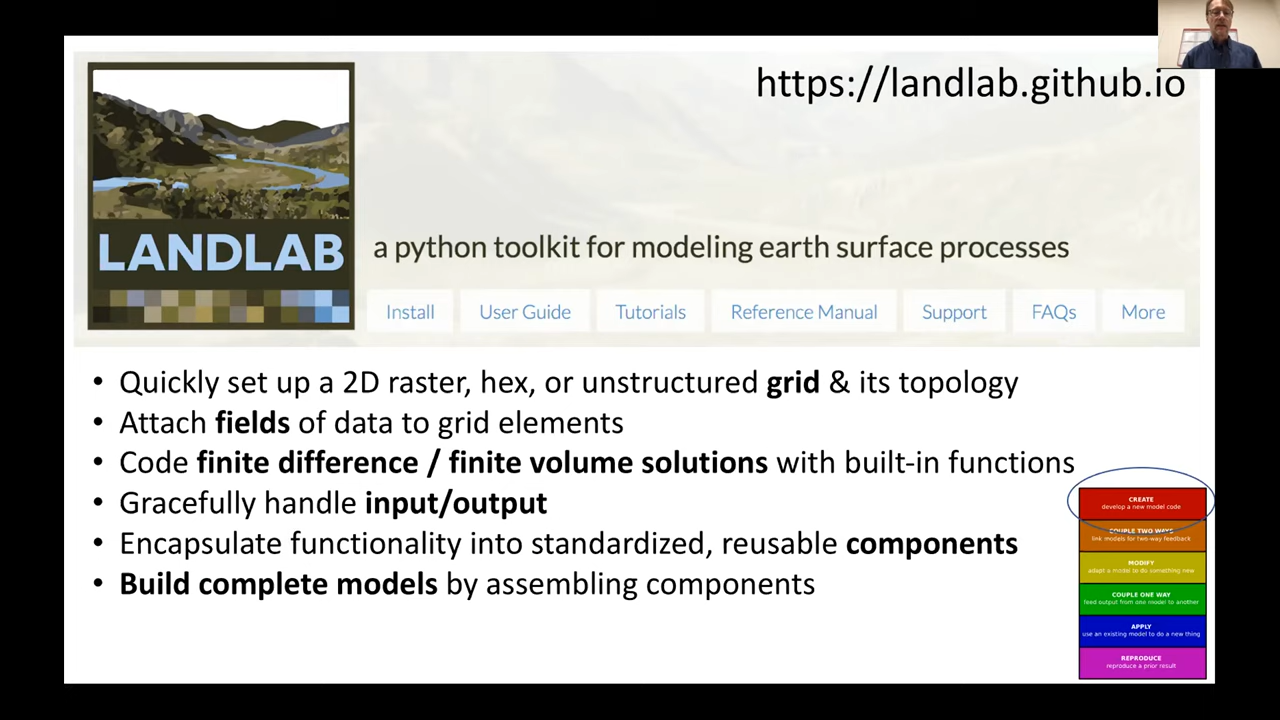 https://landlab.github.io
LANDLAB
a python toolkit for modeling earth surface processes
Install User Guide Tutorials Reference Manual Support FAQs More
• Quickly set up a 2D raster, hex, or unstructured grid & its topology
• Attach fields of data to grid elements
• Code finite difference / finite volume solutions with built-in functions
• Gracefully handle input/output
• Encapsulate functionality into standardized, reusable components
• Build complete models by assembling components
CREATE
develop a new model code
COUPLE TWO WAYS
link models for two-way feedback
MODIFY
adapt a model to do something new
COUPLE ONE WAY
feed output from one model to another
APPLY
use an existing model to do a new thing
REPRODUCE
reproduce a prior result